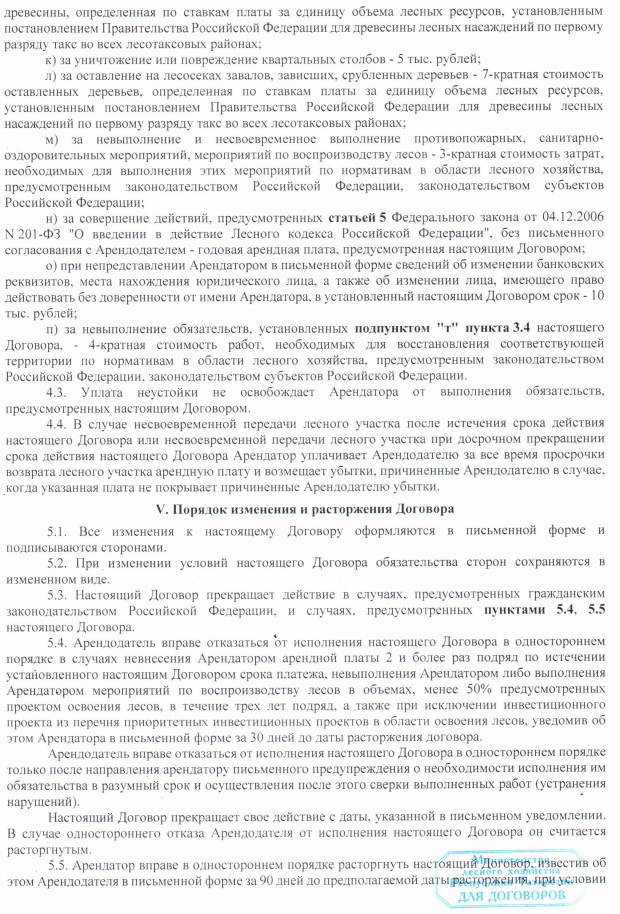 древесины, определенная по ставкам платы за единицу объема лесных ресурсов, установленным
постановлением Правительства Российской Федерации для древесины лесных насаждений по первому
разряду такс во всех лесотаксовых районах;
к) за уничтожение или повреждение квартальных столбов - 5 тыс. рублей;
л) за оставление на лесосеках завалов, зависших, срубленных деревьев - 7-кратная стоимость
оставленных деревьев, определенная по ставкам платы за единицу объема лесных ресурсов,
установленным постановлением Правительства Российской Федерации для древесины лесных
насаждений по первому разряду такс во всех лесотаксовых районах;
м) за невыполнение и несвоевременное выполнение противопожарных, санитарно-
оздоровительных мероприятий, мероприятий по воспроизводству лесов - 3-кратная стоимость затрат,
необходимых для выполнения этих мероприятий по нормативам в области лесного хозяйства,
предусмотренным законодательством Российской Федерации, законодательством субъектов
Российской Федерации;
н) за совершение действий, предусмотренных статьей 5 Федерального закона от 04.12.2006
N 201-ФЗ "О введении в действие Лесного кодекса Российской Федерации", без письменного
согласования с Арендодателем - годовая арендная плата, предусмотренная настоящим Договором;
о) при непредставлении Арендатором в письменной форме сведений об изменении банковских
реквизитов, места нахождения юридического лица, а также об изменении лица, имеющего право
действовать без доверенности от имени Арендатора, в установленный настоящим Договором срок - 10
тыс. рублей;
п) за невыполнение обязательств, установленных подпунктом "т" пункта 3.4 настоящего
Договора, - 4-кратная стоимость работ, необходимых для восстановления соответствующей
территории по нормативам в области лесного хозяйства, предусмотренным законодательством
Российской Федерации, законодательством субъектов Российской Федерации.
4.3. Уплата неустойки не освобождает Арендатора от выполнения обязательств,
предусмотренных настоящим Договором.
4.4. В случае несвоевременной передачи лесного участка после истечения срока действия
настоящего Договора или несвоевременной передачи лесного участка при досрочном прекращении
срока действия настоящего Договора Арендатор уплачивает Арендодателю за все время просрочки
возврата лесного участка арендную плату и возмещает убытки, причиненные Арендодателю в случае,
когда указанная плата не покрывает причиненные Арендодателю убытки.
V. Порядок изменения и расторжения Договора
5.1. Все изменения к настоящему Договору оформляются в письменной форме и
подписываются сторонами.
5.2. При изменении условий настоящего Договора обязательства сторон сохраняются в
измененном виде.
5.3. Настоящий Договор прекращает действие в случаях, предусмотренных гражданским
законодательством Российской Федерации, и случаях, предусмотренных пунктами 5.4, 5.5
настоящего Договора.
5.4. Арендодатель вправе отказаться от исполнения настоящего Договора в одностороннем
порядке в случаях невнесения Арендатором арендной платы 2 и более раз подряд по истечении
установленного настоящим Договором срока платежа, невыполнения Арендатором либо выполнения
Арендатором мероприятий по воспроизводству лесов в объемах, менее 50% предусмотренных
проектом освоения лесов, в течение трех лет подряд, а также при исключении инвестиционного
проекта из перечня приоритетных инвестиционных проектов в области освоения лесов, уведомив об
этом Арендатора в письменной форме за 30 дней до даты расторжения договора.
Арендодатель вправе отказаться от исполнения настоящего Договора в одностороннем порядке
только после направления арендатору письменного предупреждения о необходимости исполнения им
обязательства в разумный срок и осуществления после этого сверки выполненных работ (устранения
нарушений).
Настоящий Договор прекращает свое действие с даты, указанной в письменном уведомлении.
В случае одностороннего отказа Арендодателя от исполнения настоящего Договора он считается
расторгнутым.
5.5. Арендатор вправе в одностороннем порядке расторгнуть настоящий Договор, известив об
этом Арендодателя в письменной форме за 90 дней до предполагаемой даты расторжения, при условии
Министерство
лесного хозяйства
Республики Татарстан
ДЛЯ ДОГОВОРОВ